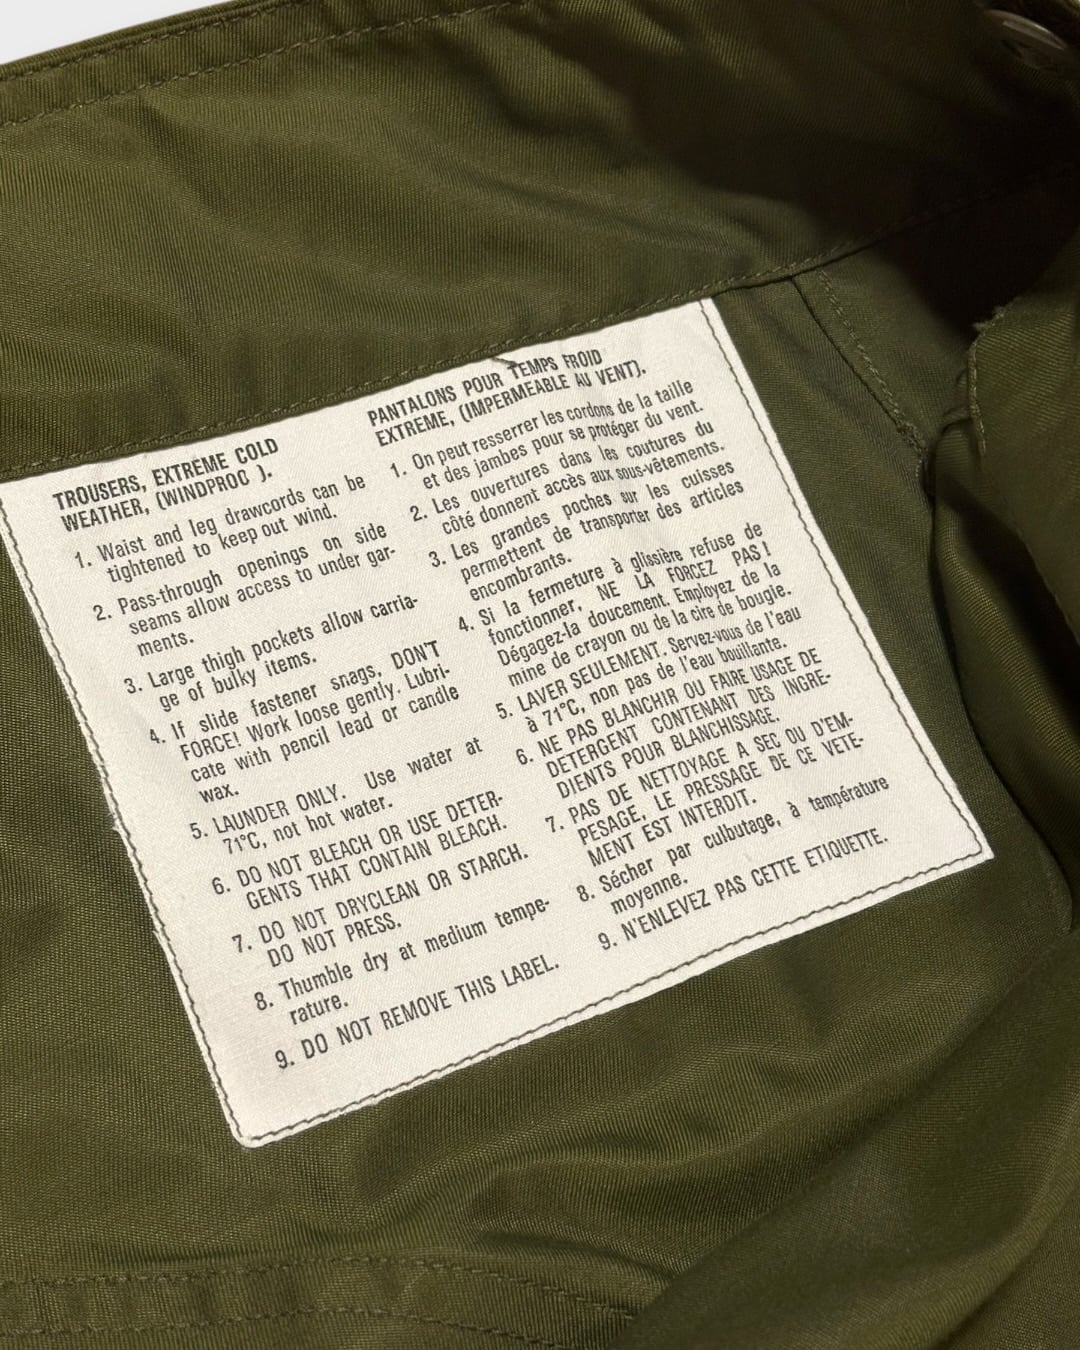 TROUSERS, EXTREME COLD
WEATHER, (WINDPROC ).
1. Waist and leg drawcords can be
tightened to keep out wind.
2. Pass-through openings on side
seams allow access to under gar-
ments.
3. Large thigh pockets allow carria-
ge of bulky items.
4. If slide fastener snags, DON'T
FORCE! Work loose gently. Lubri-
cate with pencil lead or candle
wax.
5. LAUNDER ONLY. Use water at
71°C, not hot water.
6. DO NOT BLEACH OR USE DETER-
GENTS THAT CONTAIN BLEACH.
7. DO NOT DRYCLEAN OR STARCH.
DO NOT PRESS.
8. Thumble dry at medium tempe-
rature.
9. DO NOT REMOVE THIS LABEL.
PANTALONS POUR TEMPS FROID
EXTREME, (IMPERMEABLE AU VENT).
1. On peut resserrer les cordons de la taille
et des jambes pour se protéger du vent.
2. Les ouvertures dans les coutures du
côté donnent accès aux sous-vêtements.
3. Les grandes poches sur les cuisses
permettent de transporter des articles
encombrants.
4. Si la fermeture à glissière refuse de
fonctionner, NE LA FORCEZ PAS!
Dégagez-la doucement. Employez de la
mine de crayon ou de la cire de bougie.
5. LAVER SEULEMENT. Servez-vous de l'eau
à 71°C, non pas de l'eau bouillante.
6. NE PAS BLANCHIR OU FAIRE USAGE DE
DETERGENT CONTENANT DES INGRE-
DIENTS POUR BLANCHISSAGE.
7. PAS DE NETTOYAGE A SEC OU D'EM-
PESAGE, LE PRESSAGE DE CE VETE-
MENT EST INTERDIT.
8. Sécher par culbutage, à température
moyenne.
9. N'ENLEVEZ PAS CETTE ETIQUETTE.